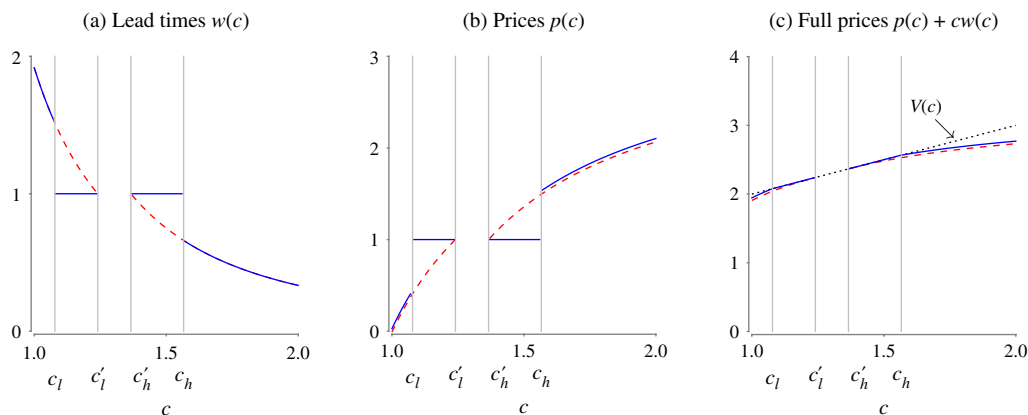 (a) Lead times w(c)
2
1
0
1.0
1.5
2.0
c_l
c'_l
c'_h
c_h
c
(b) Prices p(c)
3
2
1
0
1.0
1.5
2.0
c_l
c'_l
c'_h
c_h
c
(c) Full prices p(c) + cw(c)
4
3
2
1
0
V(c)
1.0
1.5
2.0
c_l
c'_l
c'_h
c_h
c